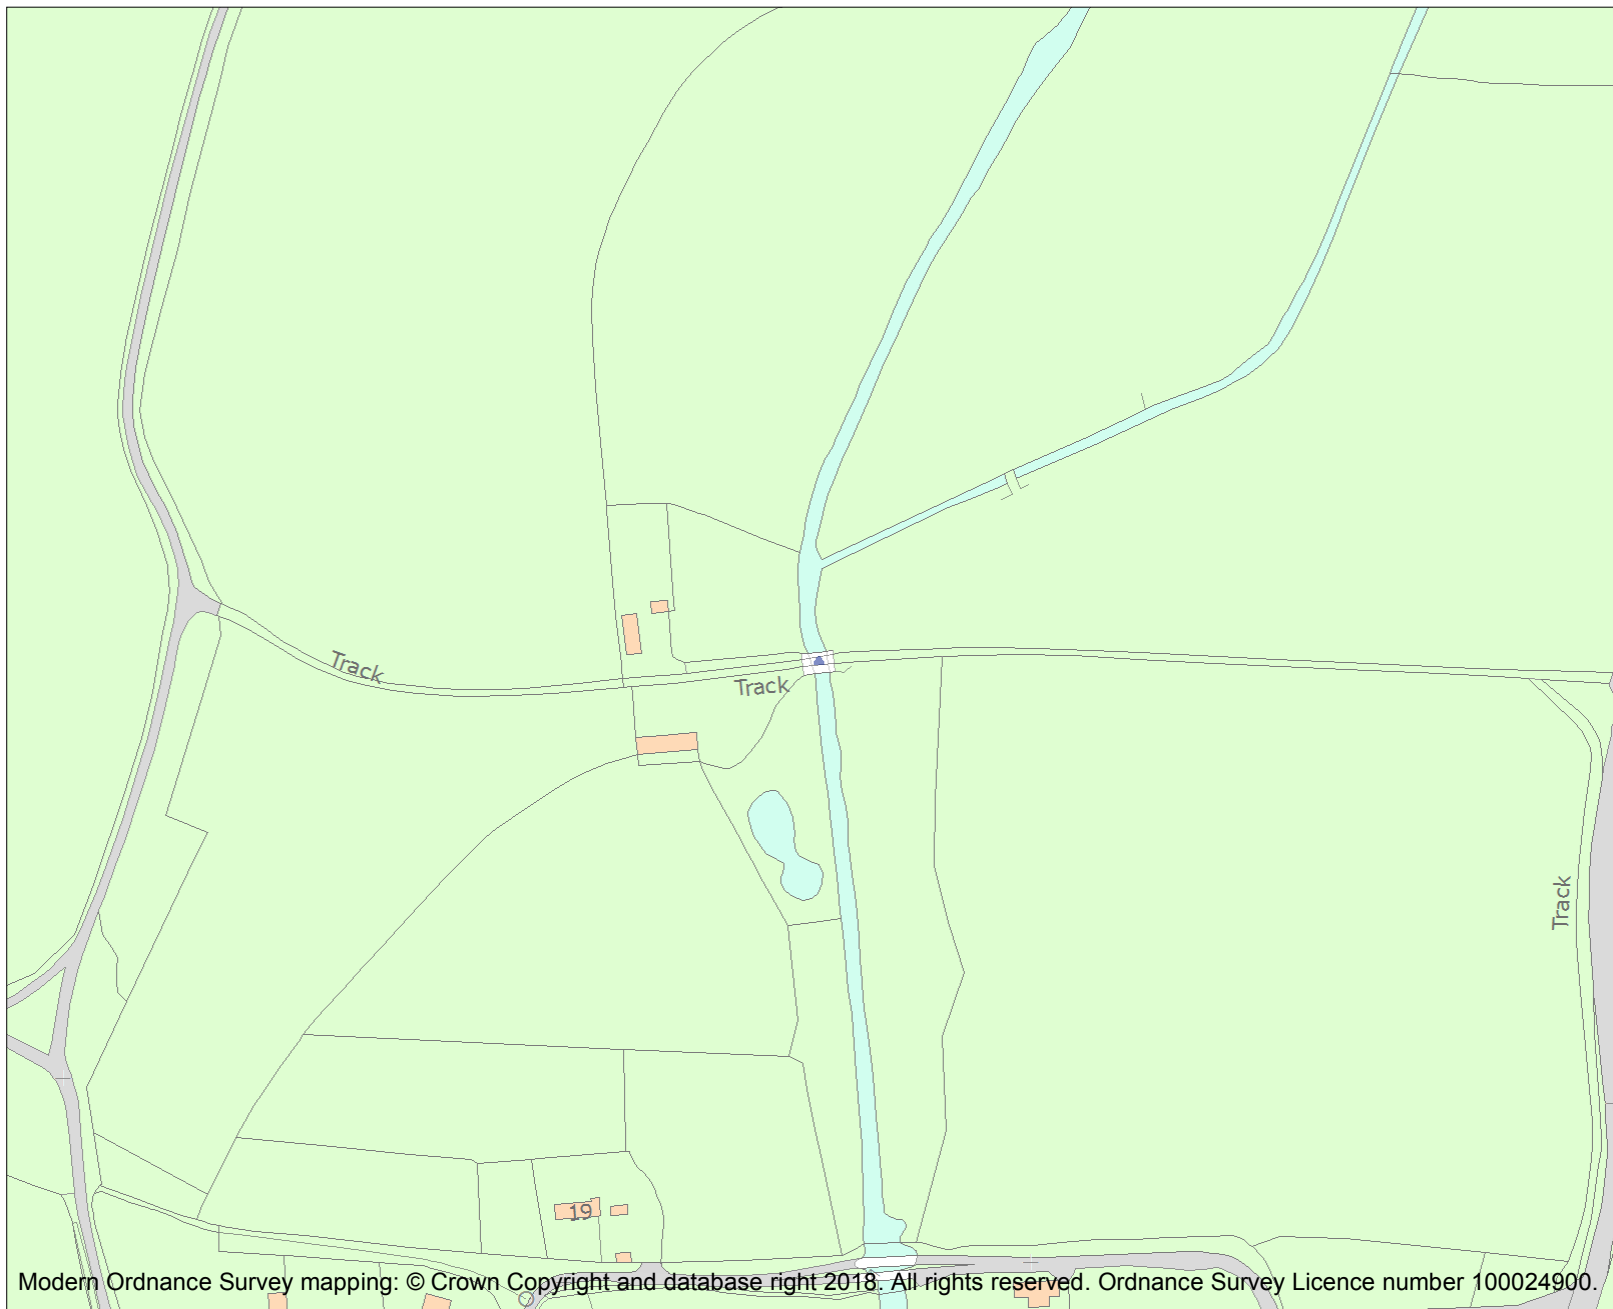 Track
Track
Track
19
Modern Ordnance Survey mapping: © Crown Copyright and database right 2018. All rights reserved. Ordnance Survey Licence number 100024900.